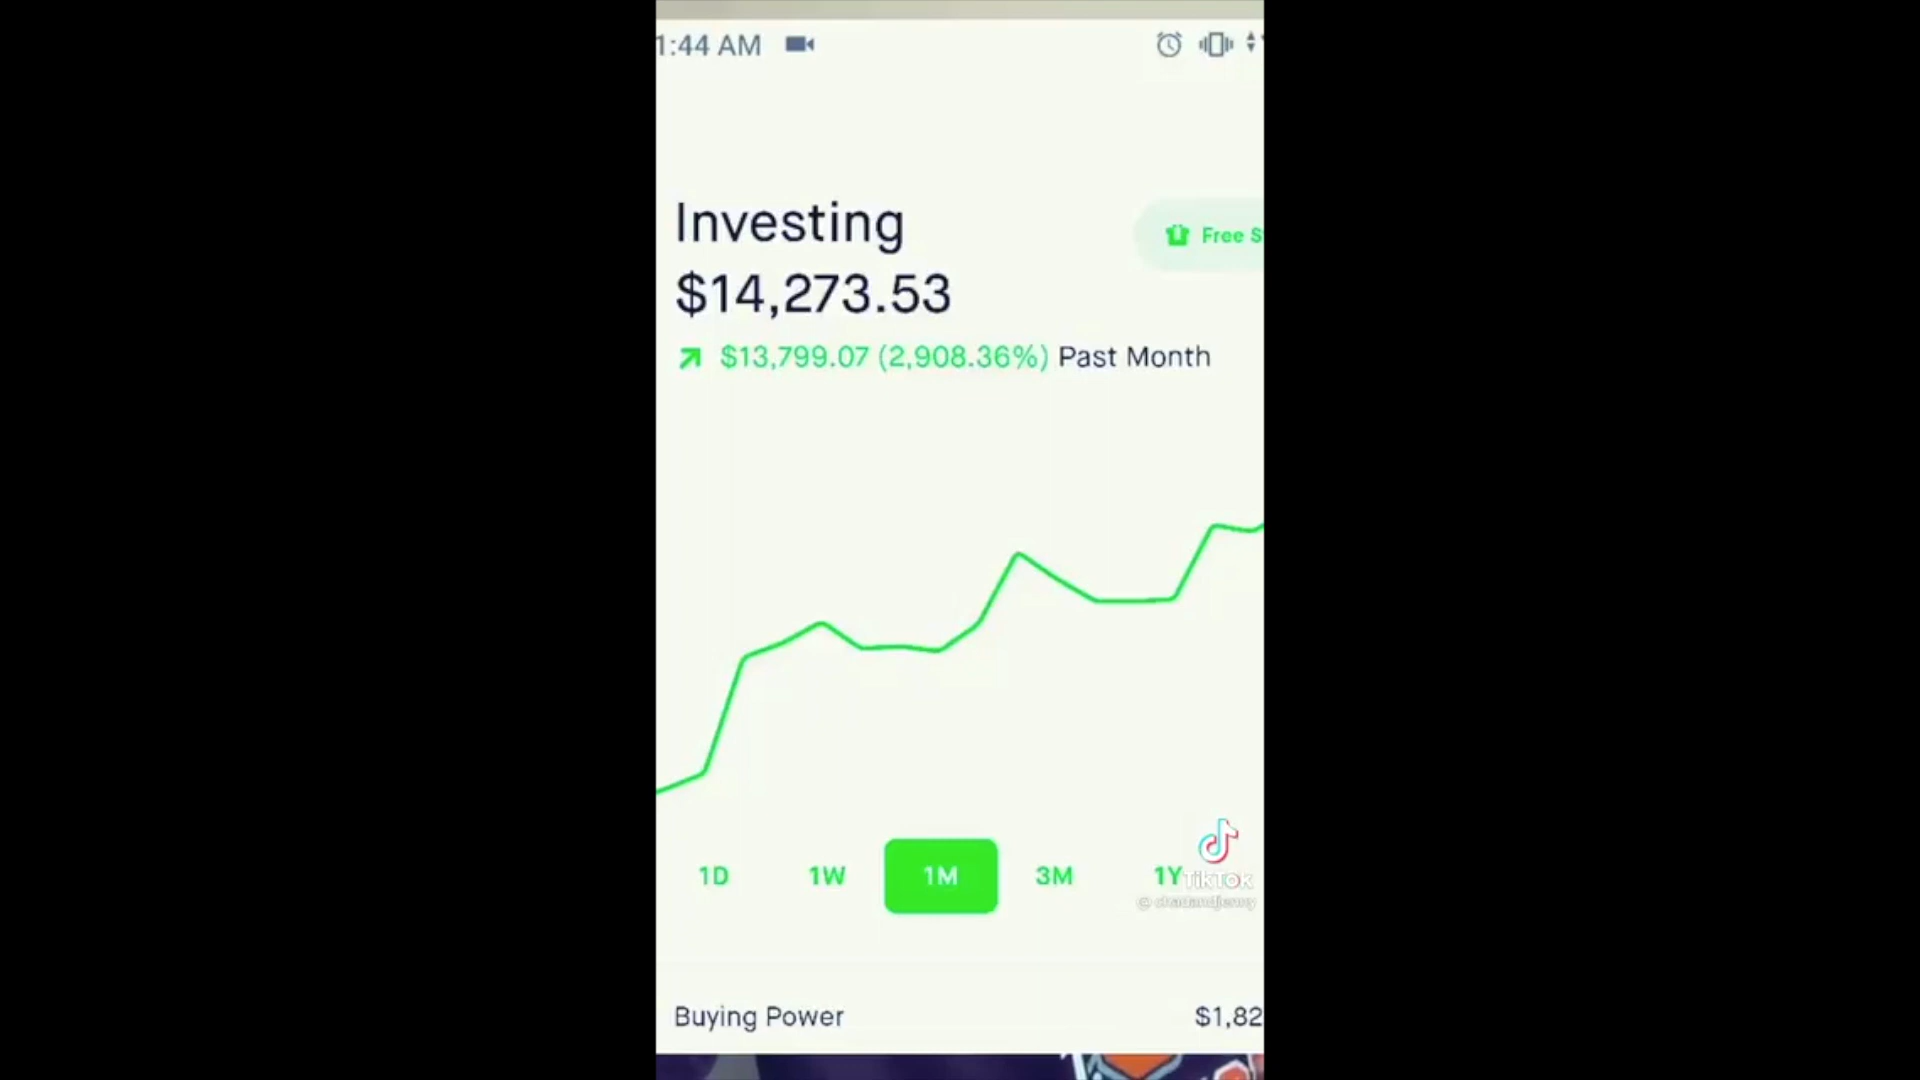 1:44 AM
Investing
Free S
$14,273.53
$13,799.07 (2,908.36%) Past Month
1D 1W 1M 3M 1Y
TikTok
@chadandjenny
Buying Power $1,82